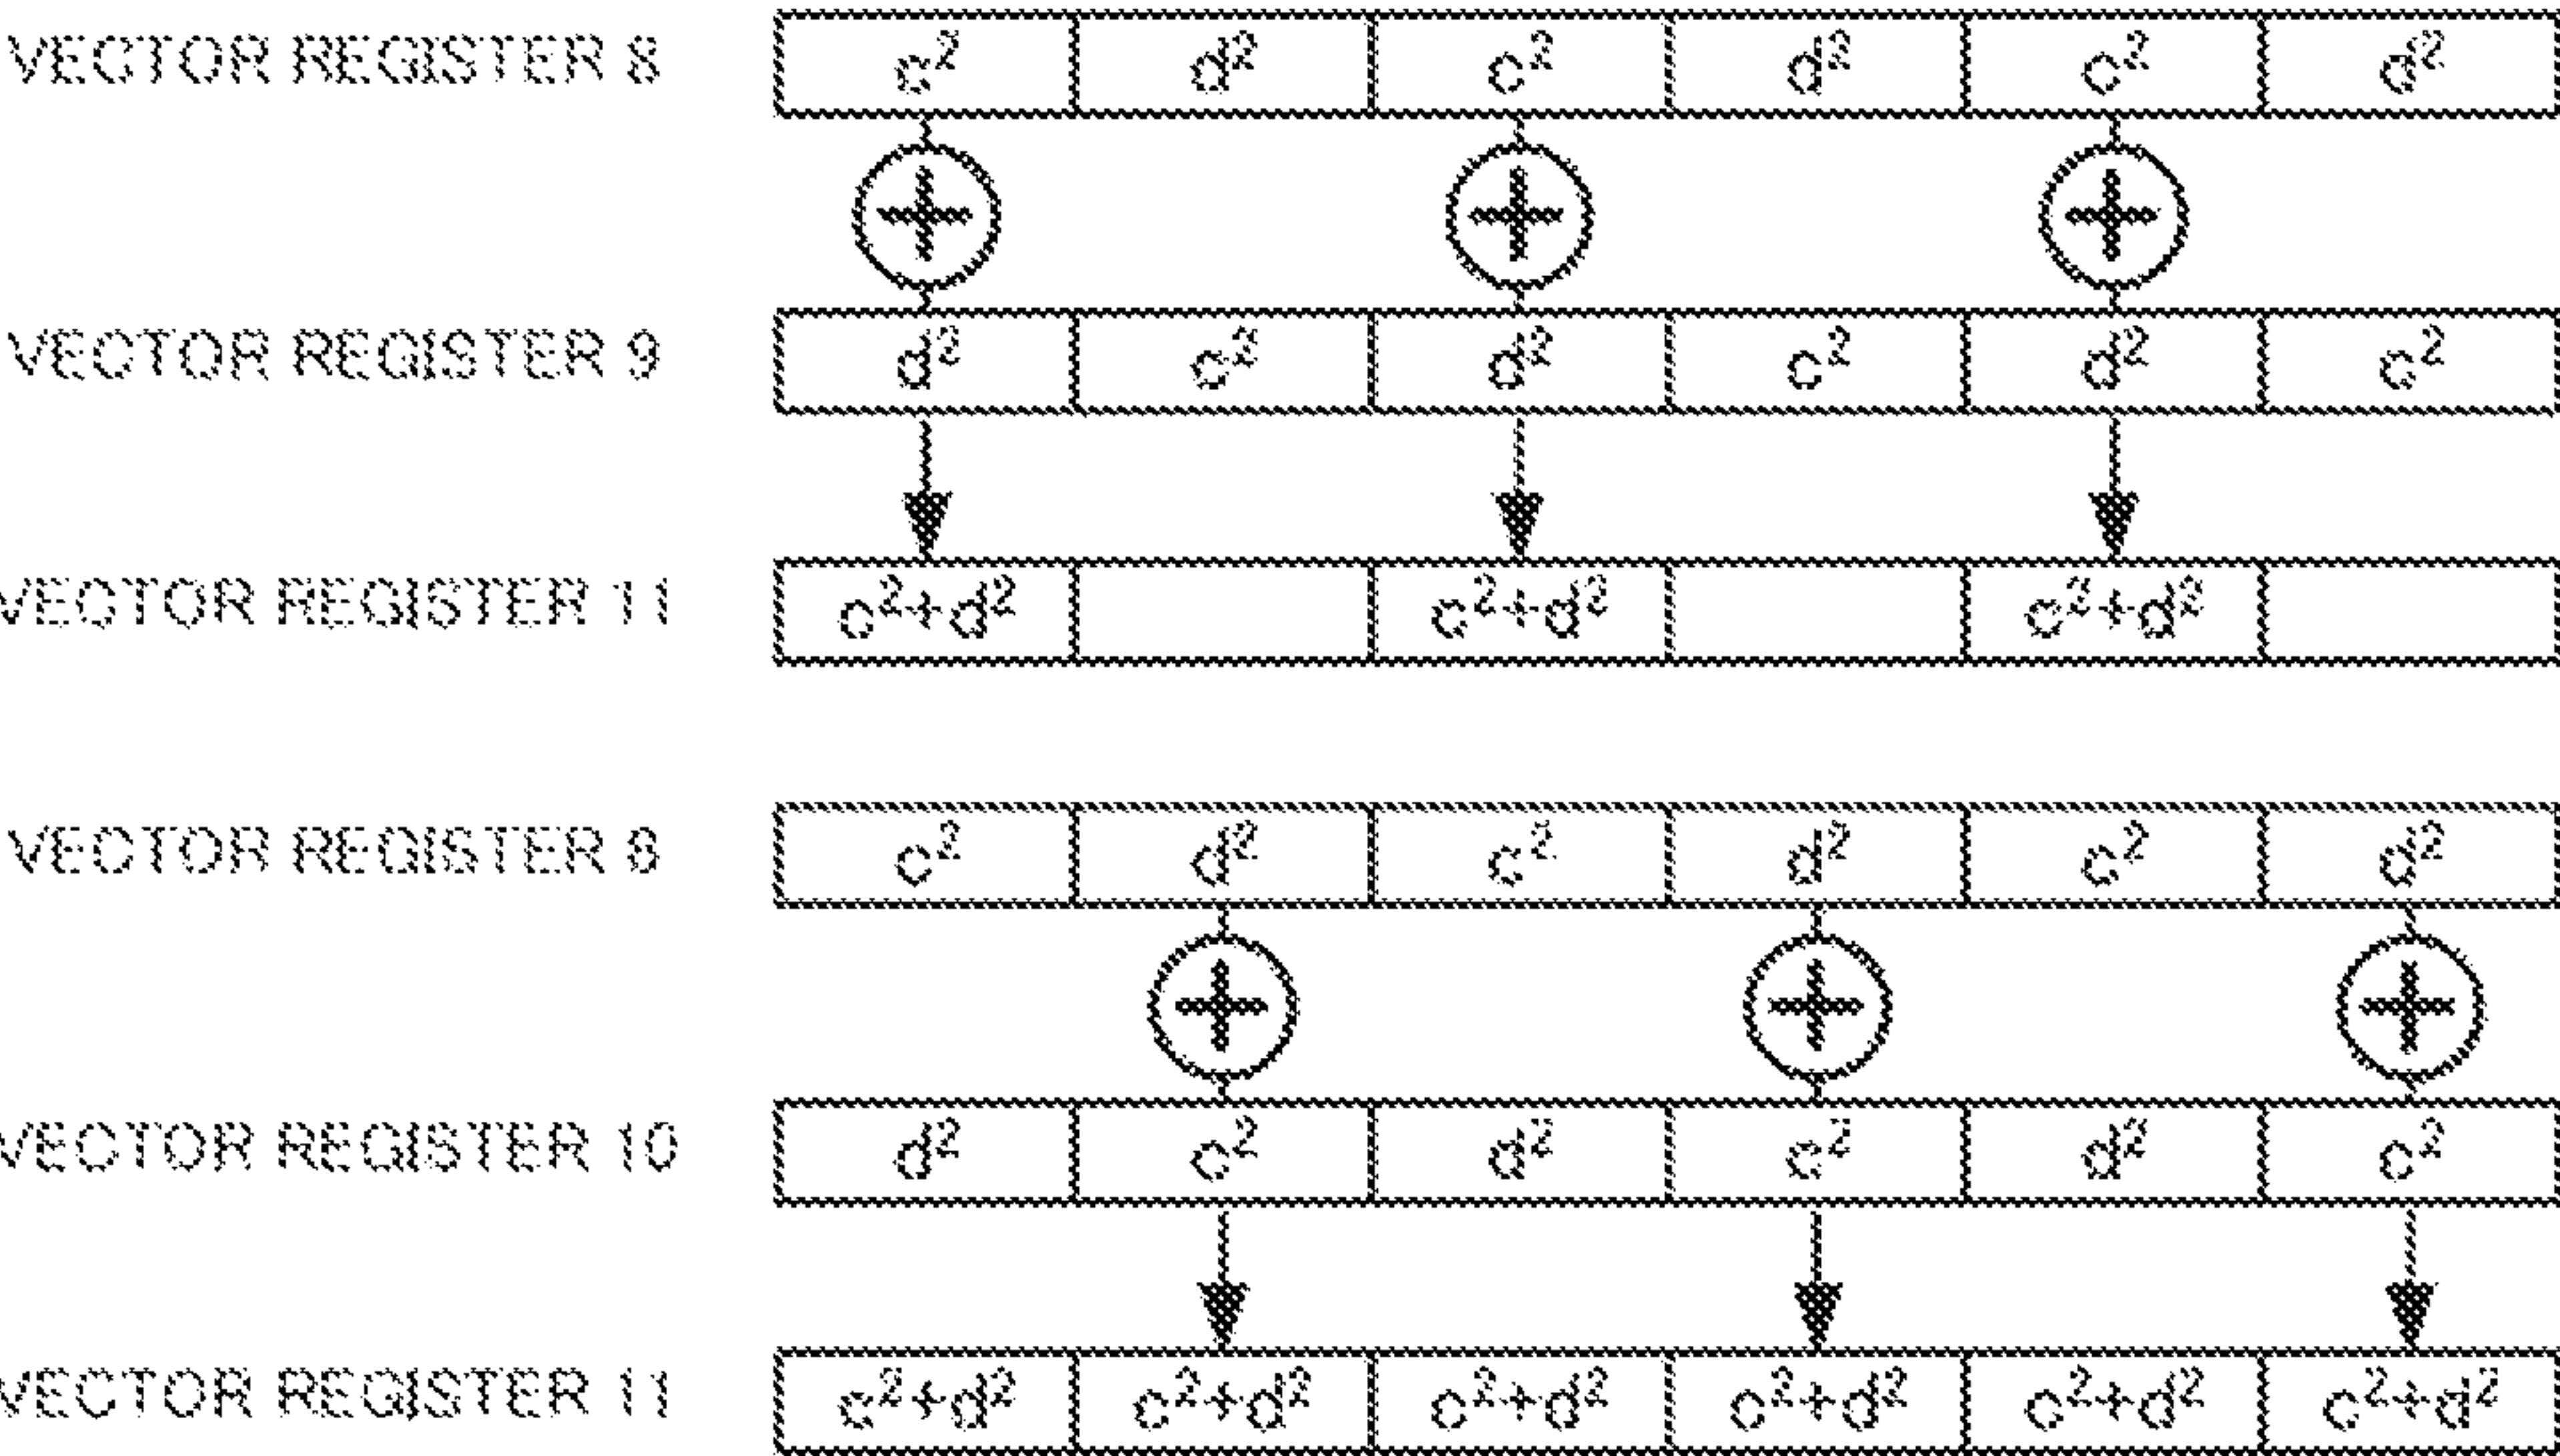 VECTOR REGISTER 8 c² d² c² d² c² d²
VECTOR REGISTER 9 d² c² d² c² d² c²
VECTOR REGISTER 11 c²+d² c²+d² c²+d²
VECTOR REGISTER 8 c² d² c² d² c² d²
VECTOR REGISTER 10 d² c² d² c² d² c²
VECTOR REGISTER 11 c²+d² c²+d² c²+d² c²+d² c²+d² c²+d²